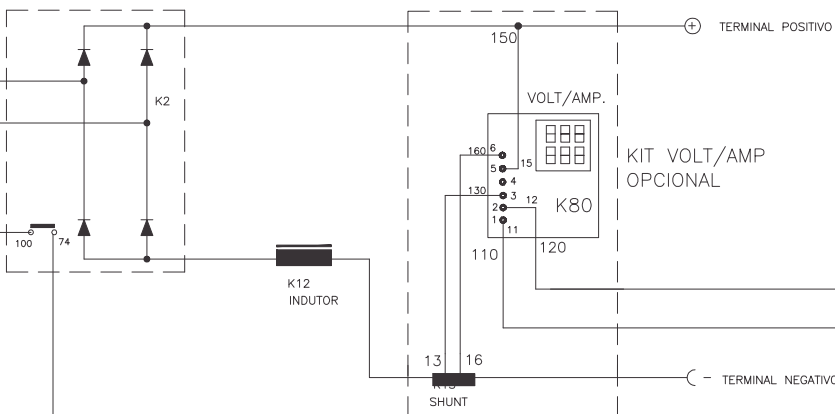 TERMINAL POSITIVO
150
VOLT/AMP.
K2
160
6
5
15
KIT VOLT/AMP
OPCIONAL
4
130
3
12
2
K80
1
11
100
74
110
120
K12
INDUTOR
13
16
SHUNT
TERMINAL NEGATIVO